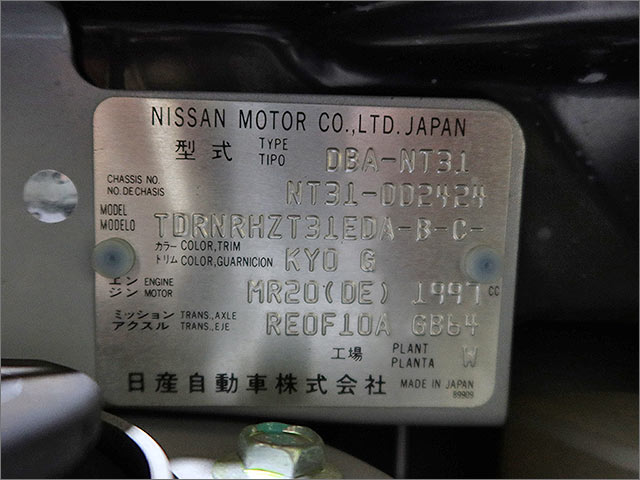 NISSAN MOTOR CO.,LTD. JAPAN
型式 TYPE TIPO DBA-NT31
CHASSIS NO. NO. DE CHASIS NT31-002424
MODEL MODELO TDRNRHZT31EDA-B-C-
カラー COLOR,TRIM
トリム COLOR,GUARNICION KY0 G
エンジン ENGINE MOTOR MR20(DE) 1997 CC
ミッション TRANS.,AXLE
アクスル TRANS.,EJE RE0F10A GB64
工場 PLANT PLANTA W
日産自動車株式会社 MADE IN JAPAN
89909